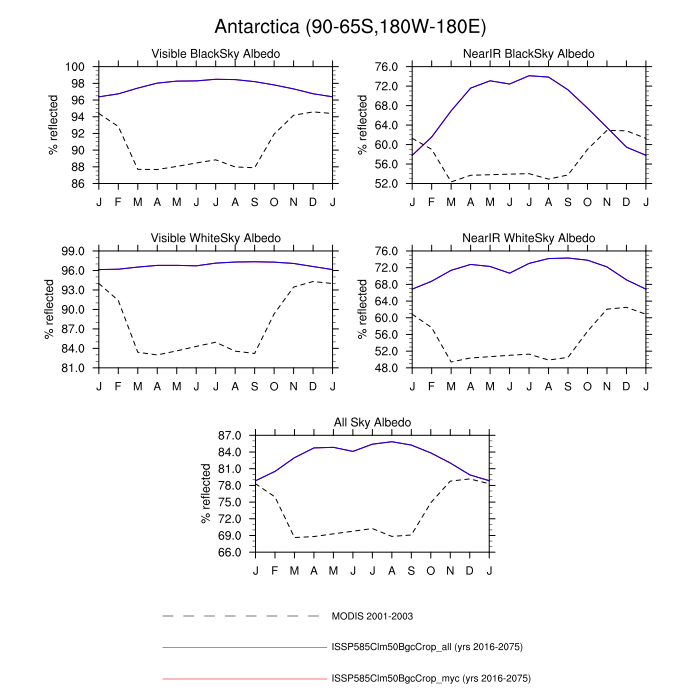 Antarctica (90-65S,180W-180E)
Visible BlackSky Albedo
% reflected
100
98
96
94
92
90
88
86
J F M A M J J A S O N D J
NearIR BlackSky Albedo
% reflected
76.0
72.0
68.0
64.0
60.0
56.0
52.0
J F M A M J J A S O N D J
Visible WhiteSky Albedo
% reflected
99.0
96.0
93.0
90.0
87.0
84.0
81.0
J F M A M J J A S O N D J
NearIR WhiteSky Albedo
% reflected
76.0
72.0
68.0
64.0
60.0
56.0
52.0
48.0
J F M A M J J A S O N D J
All Sky Albedo
% reflected
87.0
84.0
81.0
78.0
75.0
72.0
69.0
66.0
J F M A M J J A S O N D J
MODIS 2001-2003
ISSP585Clm50BgcCrop_all (yrs 2016-2075)
ISSP585Clm50BgcCrop_myc (yrs 2016-2075)